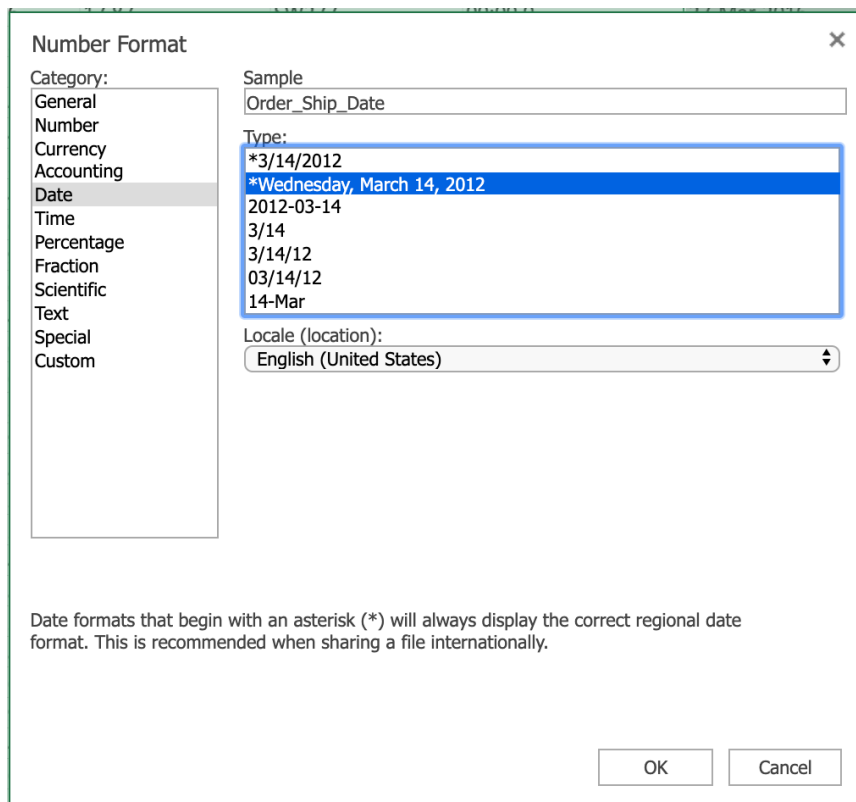 Number Format
Category:
General
Number
Currency
Accounting
Date
Time
Percentage
Fraction
Scientific
Text
Special
Custom
Sample
Order_Ship_Date
Type:
*3/14/2012
*Wednesday, March 14, 2012
2012-03-14
3/14
3/14/12
03/14/12
14-Mar
Locale (location):
English (United States)
Date formats that begin with an asterisk (*) will always display the correct regional date
format. This is recommended when sharing a file internationally.
OK
Cancel